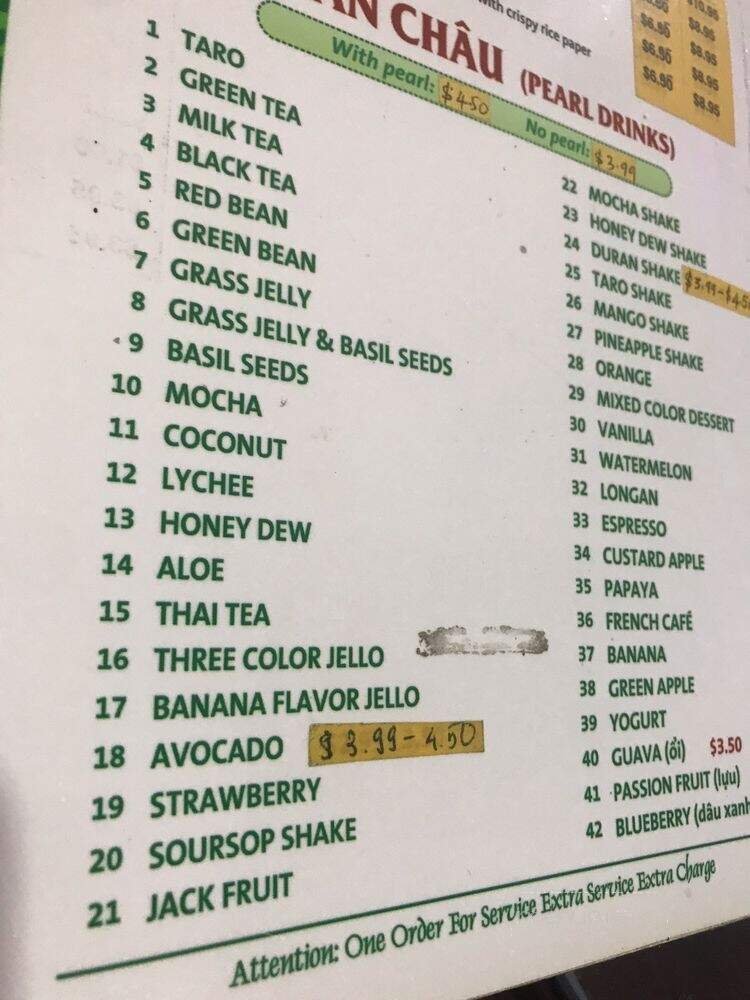 with crispy rice paper
$10.95
$6.95 $8.95
$6.95 $8.95
$6.95 $8.95
$8.95
CHÂU (PEARL DRINKS)
With pearl: $4.50 No pearl: $3.99
1 TARO
2 GREEN TEA
3 MILK TEA
4 BLACK TEA
5 RED BEAN
6 GREEN BEAN
7 GRASS JELLY
8 GRASS JELLY & BASIL SEEDS
9 BASIL SEEDS
10 MOCHA
11 COCONUT
12 LYCHEE
13 HONEY DEW
14 ALOE
15 THAI TEA
16 THREE COLOR JELLO
17 BANANA FLAVOR JELLO
18 AVOCADO $3.99-4.50
19 STRAWBERRY
20 SOURSOP SHAKE
21 JACK FRUIT
22 MOCHA SHAKE
23 HONEY DEW SHAKE
24 DURAN SHAKE $3.99-$4.50
25 TARO SHAKE
26 MANGO SHAKE
27 PINEAPPLE SHAKE
28 ORANGE
29 MIXED COLOR DESSERT
30 VANILLA
31 WATERMELON
32 LONGAN
33 ESPRESSO
34 CUSTARD APPLE
35 PAPAYA
36 FRENCH CAFÉ
37 BANANA
38 GREEN APPLE
39 YOGURT
40 GUAVA (ổi) $3.50
41 PASSION FRUIT (lựu)
42 BLUEBERRY (dâu xanh
Attention: One Order For Service Extra Service Extra Charge